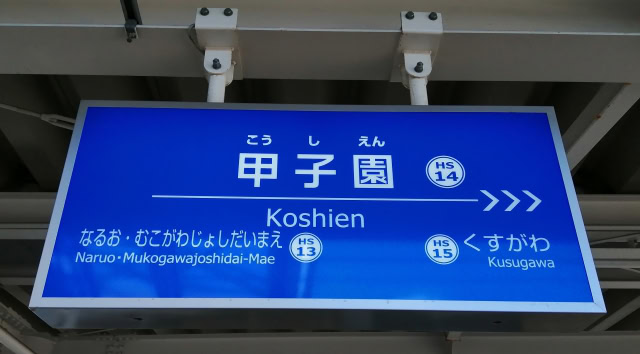 こうしえん
甲子園 HS 14
Koshien
なるお・むこがわじょしだいまえ HS 13
Naruo・Mukogawajoshidai-Mae
HS 15 くすがわ
Kusugawa